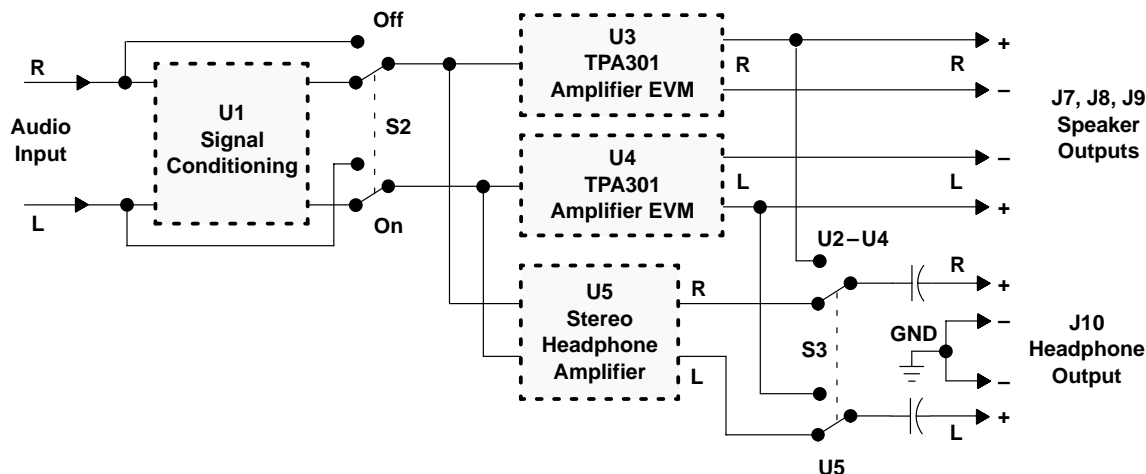 Off
R
Audio
Input
L
U1
Signal
Conditioning
S2
On
U3
TPA301
Amplifier EVM
R
R
+
−
J7, J8, J9
Speaker
Outputs
U4
TPA301
Amplifier EVM
L
−
L
+
U2−U4
U5
Stereo
Headphone
Amplifier
R
L
S3
U5
R
+
GND
−
−
L
+
J10
Headphone
Output